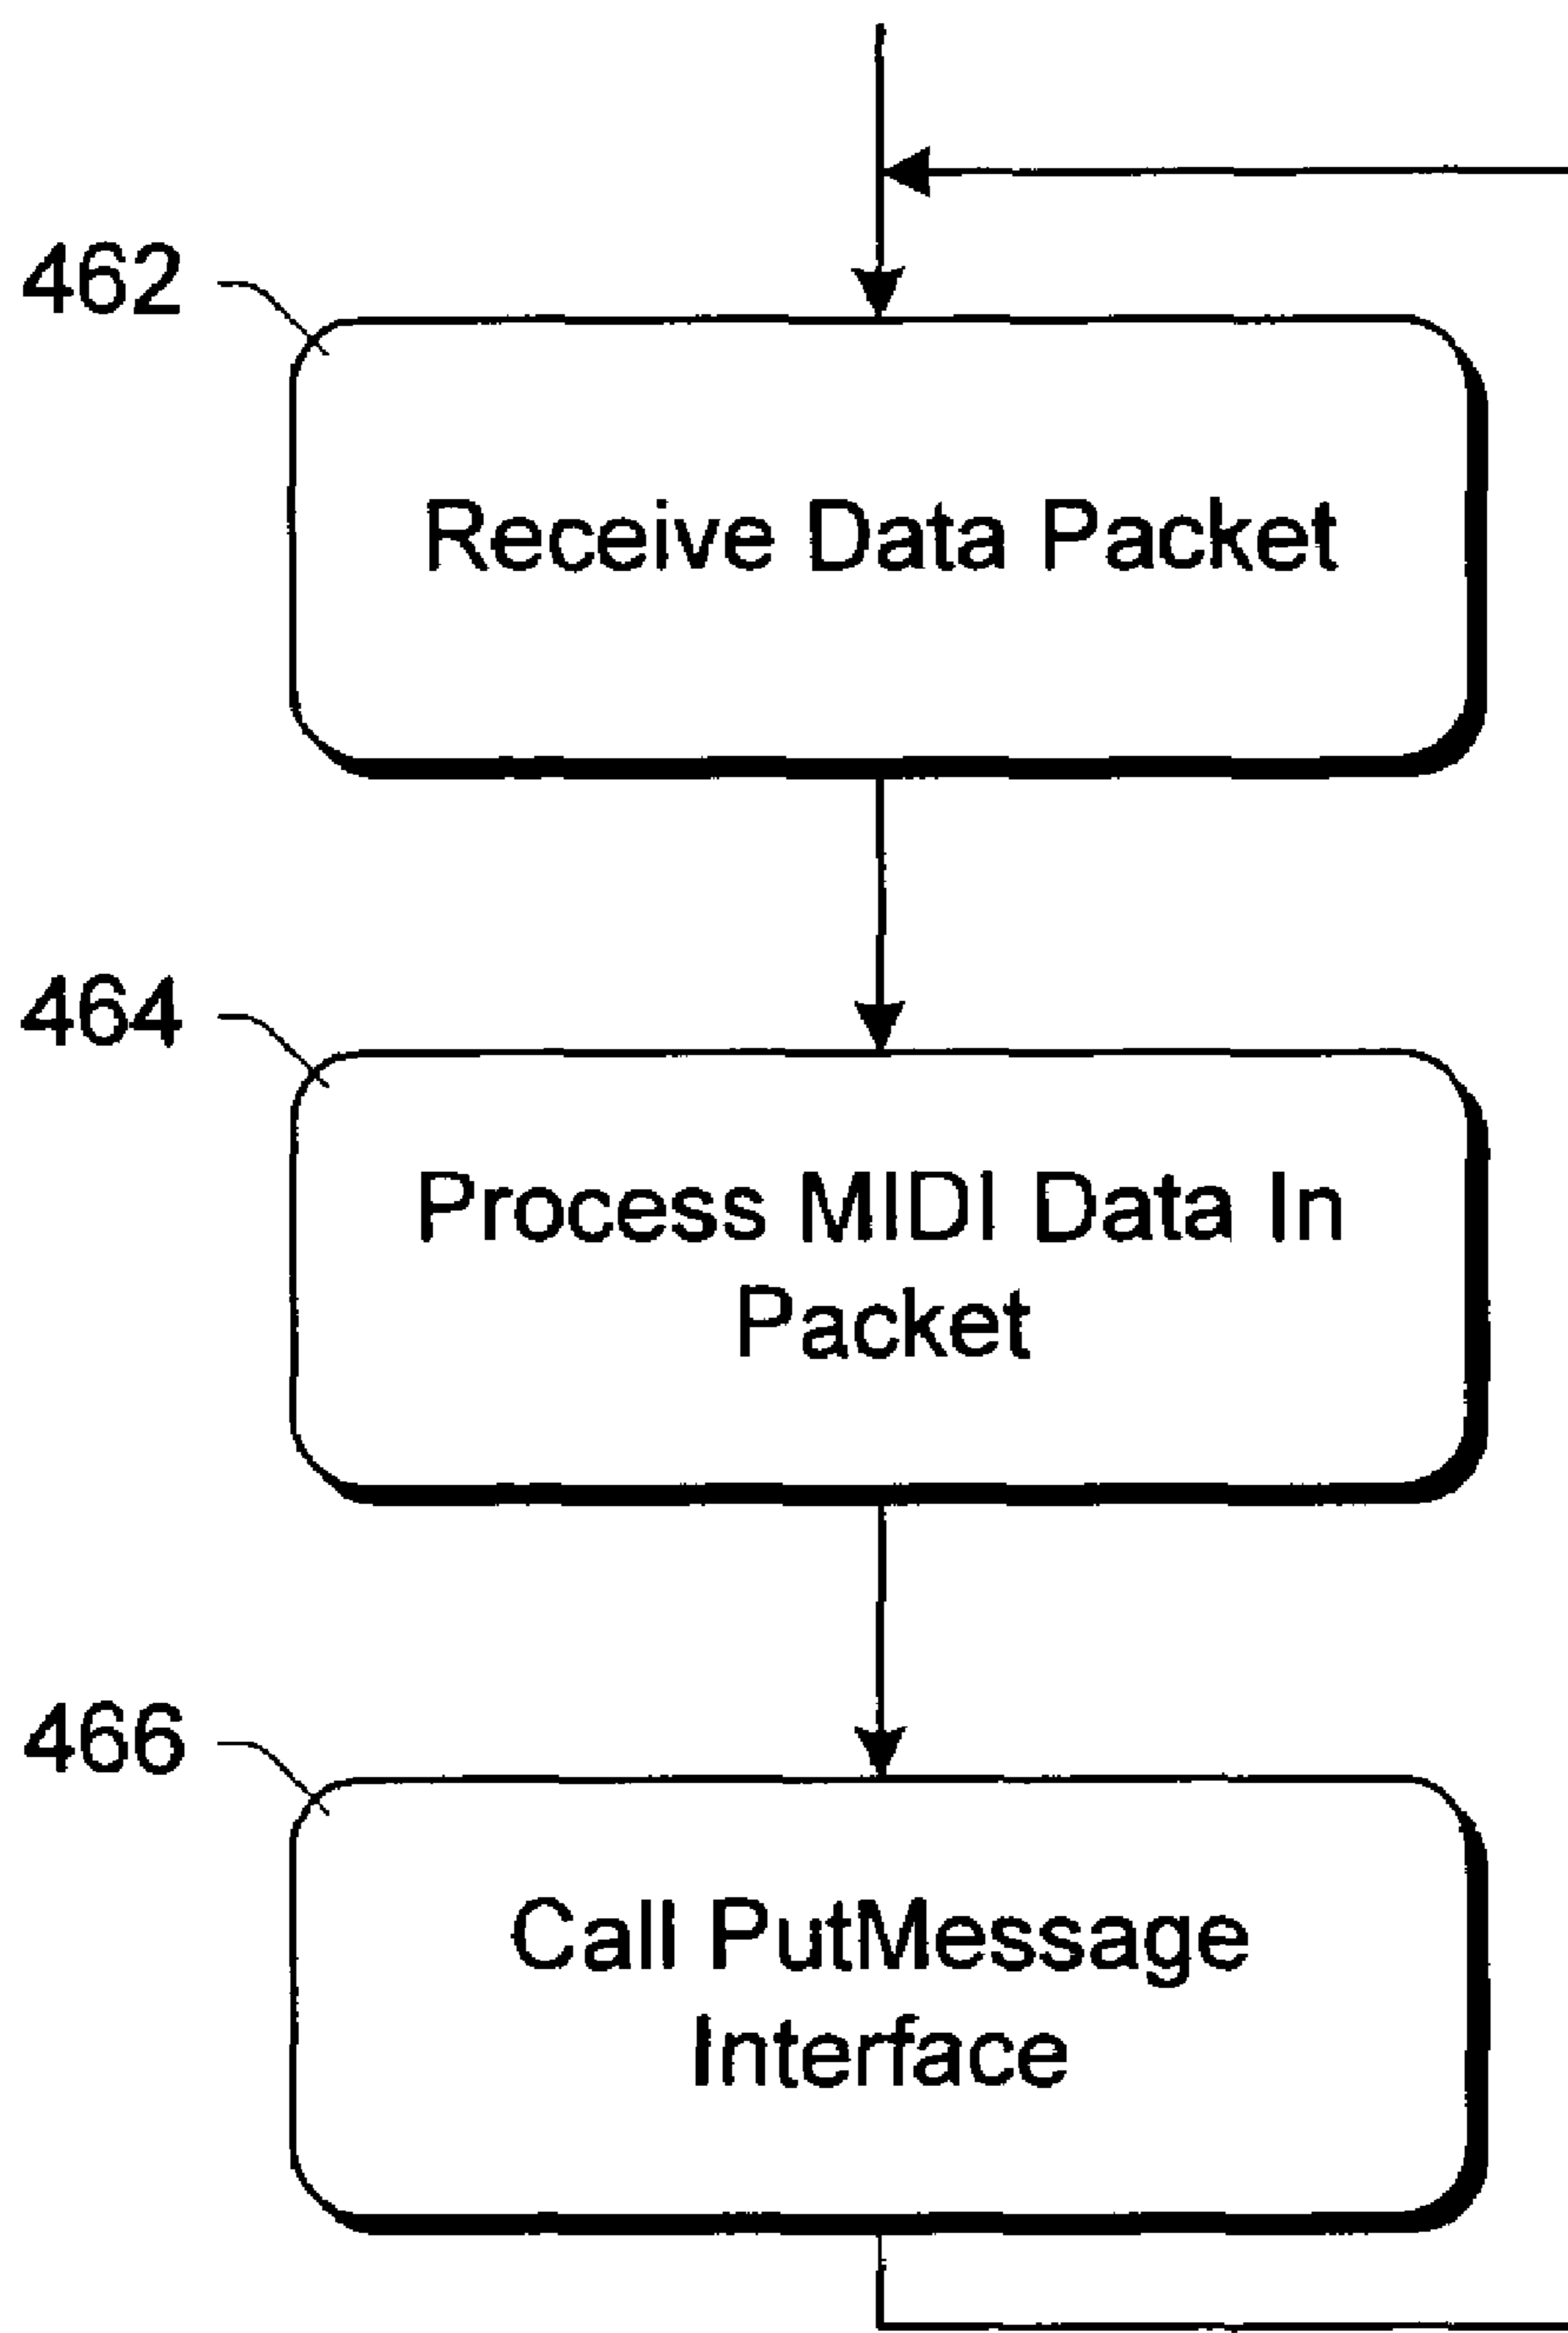 462
Receive Data Packet
464
Process MIDI Data In
Packet
466
Call PutMessage
Interface